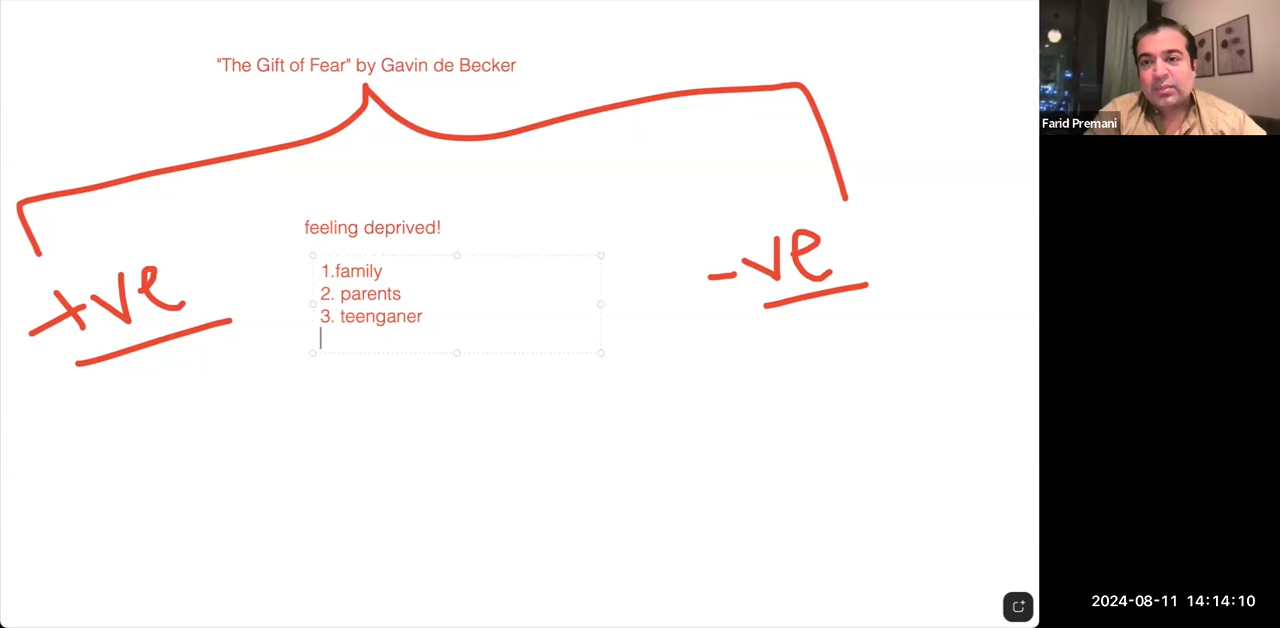 "The Gift of Fear" by Gavin de Becker
Farid Premani
feeling deprived!
+ve
-ve
1.family
2. parents
3. teenganer
2024-08-11 14:14:10